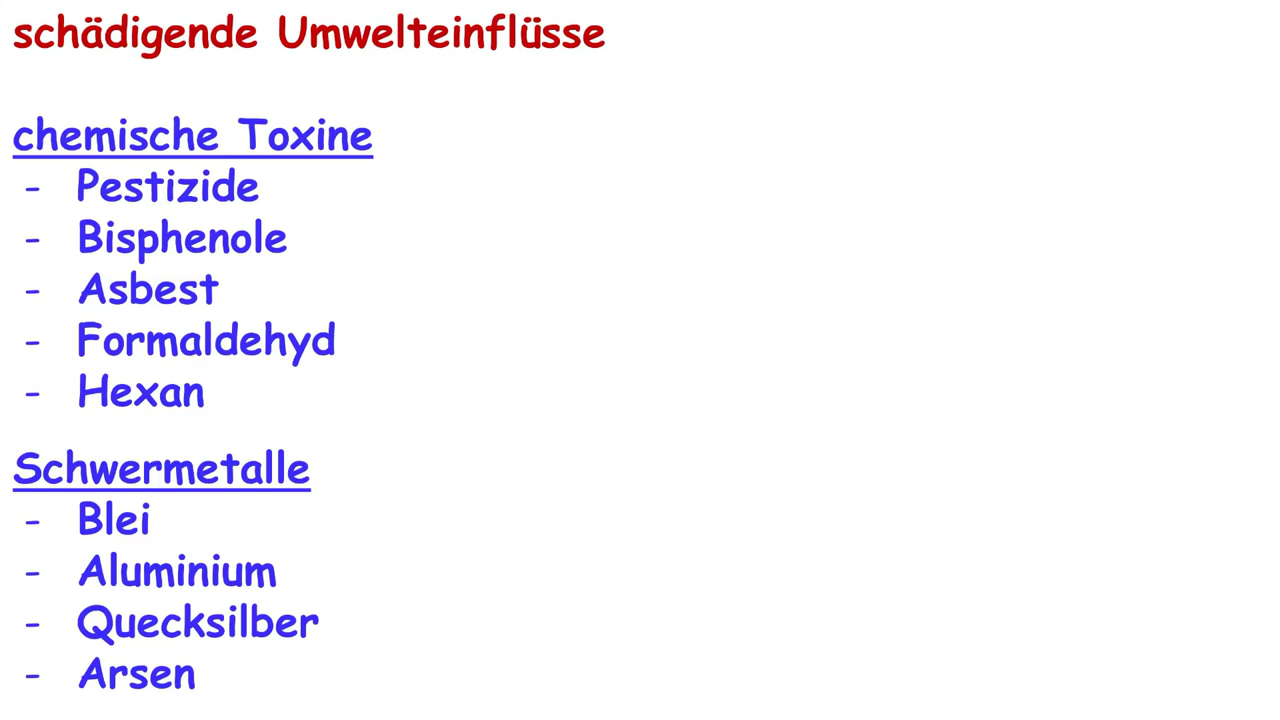 schädigende Umwelteinflüsse
chemische Toxine
- Pestizide
- Bisphenole
- Asbest
- Formaldehyd
- Hexan
Schwermetalle
- Blei
- Aluminium
- Quecksilber
- Arsen